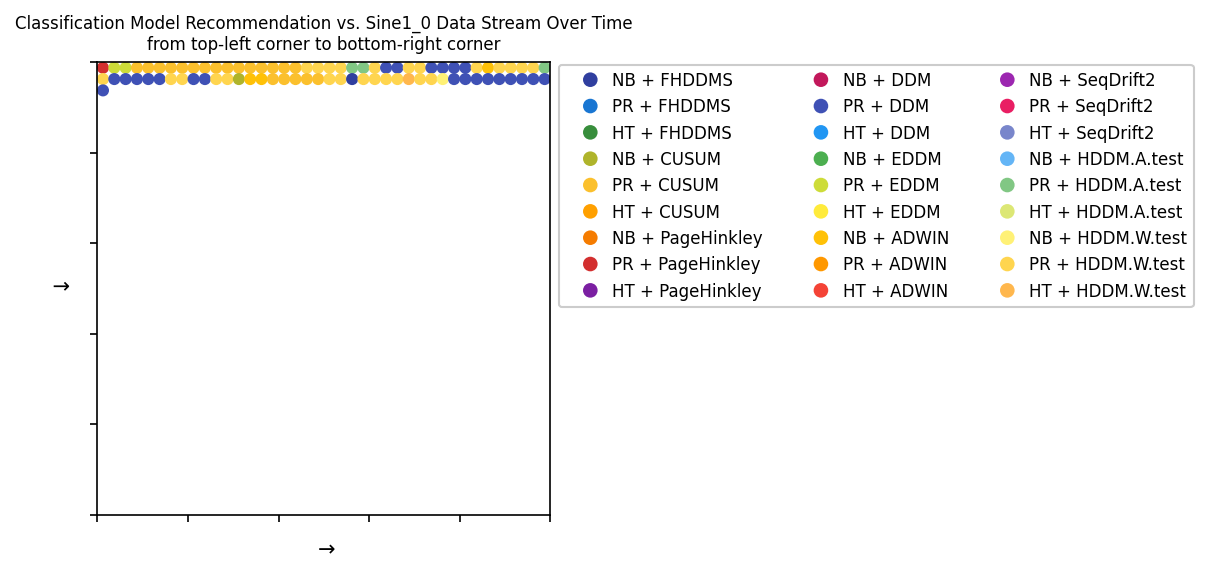 Classification Model Recommendation vs. Sine1_0 Data Stream Over Time
from top-left corner to bottom-right corner
NB + FHDDMS
PR + FHDDMS
HT + FHDDMS
NB + CUSUM
PR + CUSUM
HT + CUSUM
NB + PageHinkley
PR + PageHinkley
HT + PageHinkley
NB + DDM
PR + DDM
HT + DDM
NB + EDDM
PR + EDDM
HT + EDDM
NB + ADWIN
PR + ADWIN
HT + ADWIN
NB + SeqDrift2
PR + SeqDrift2
HT + SeqDrift2
NB + HDDM.A.test
PR + HDDM.A.test
HT + HDDM.A.test
NB + HDDM.W.test
PR + HDDM.W.test
HT + HDDM.W.test
→
→